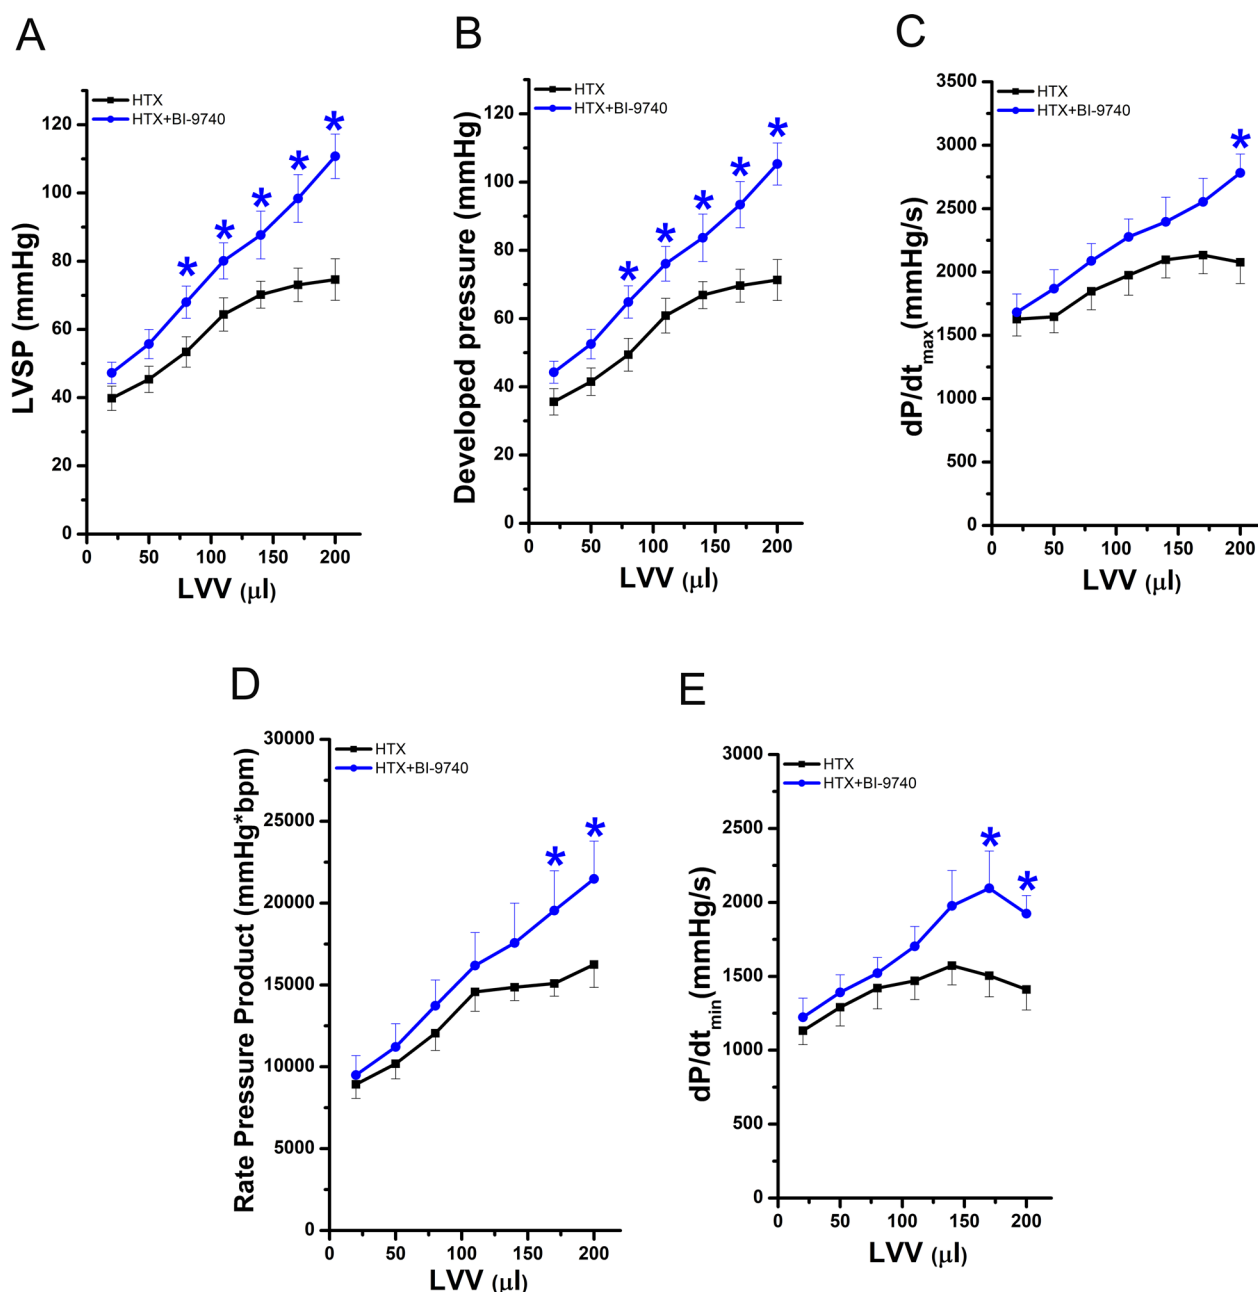 A
HTX
HTX+BI-9740
*
*
*
*
*
120
100
80
60
40
20
0
LVSP (mmHg)
0 50 100 150 200
LVV (μl)
B
HTX
HTX+BI-9740
*
*
*
*
*
120
100
80
60
40
20
0
Developed pressure (mmHg)
0 50 100 150 200
LVV (μl)
C
HTX
HTX+BI-9740
*
3500
3000
2500
2000
1500
1000
500
0
dP/dtmax(mmHg/s)
0 50 100 150 200
LVV (μl)
D
HTX
HTX+BI-9740
*
*
30000
25000
20000
15000
10000
5000
0
Rate Pressure Product (mmHg*bpm)
0 50 100 150 200
LVV (μl)
E
HTX
HTX+BI-9740
*
*
3000
2500
2000
1500
1000
500
0
dP/dtmin(mmHg/s)
0 50 100 150 200
LVV (μl)